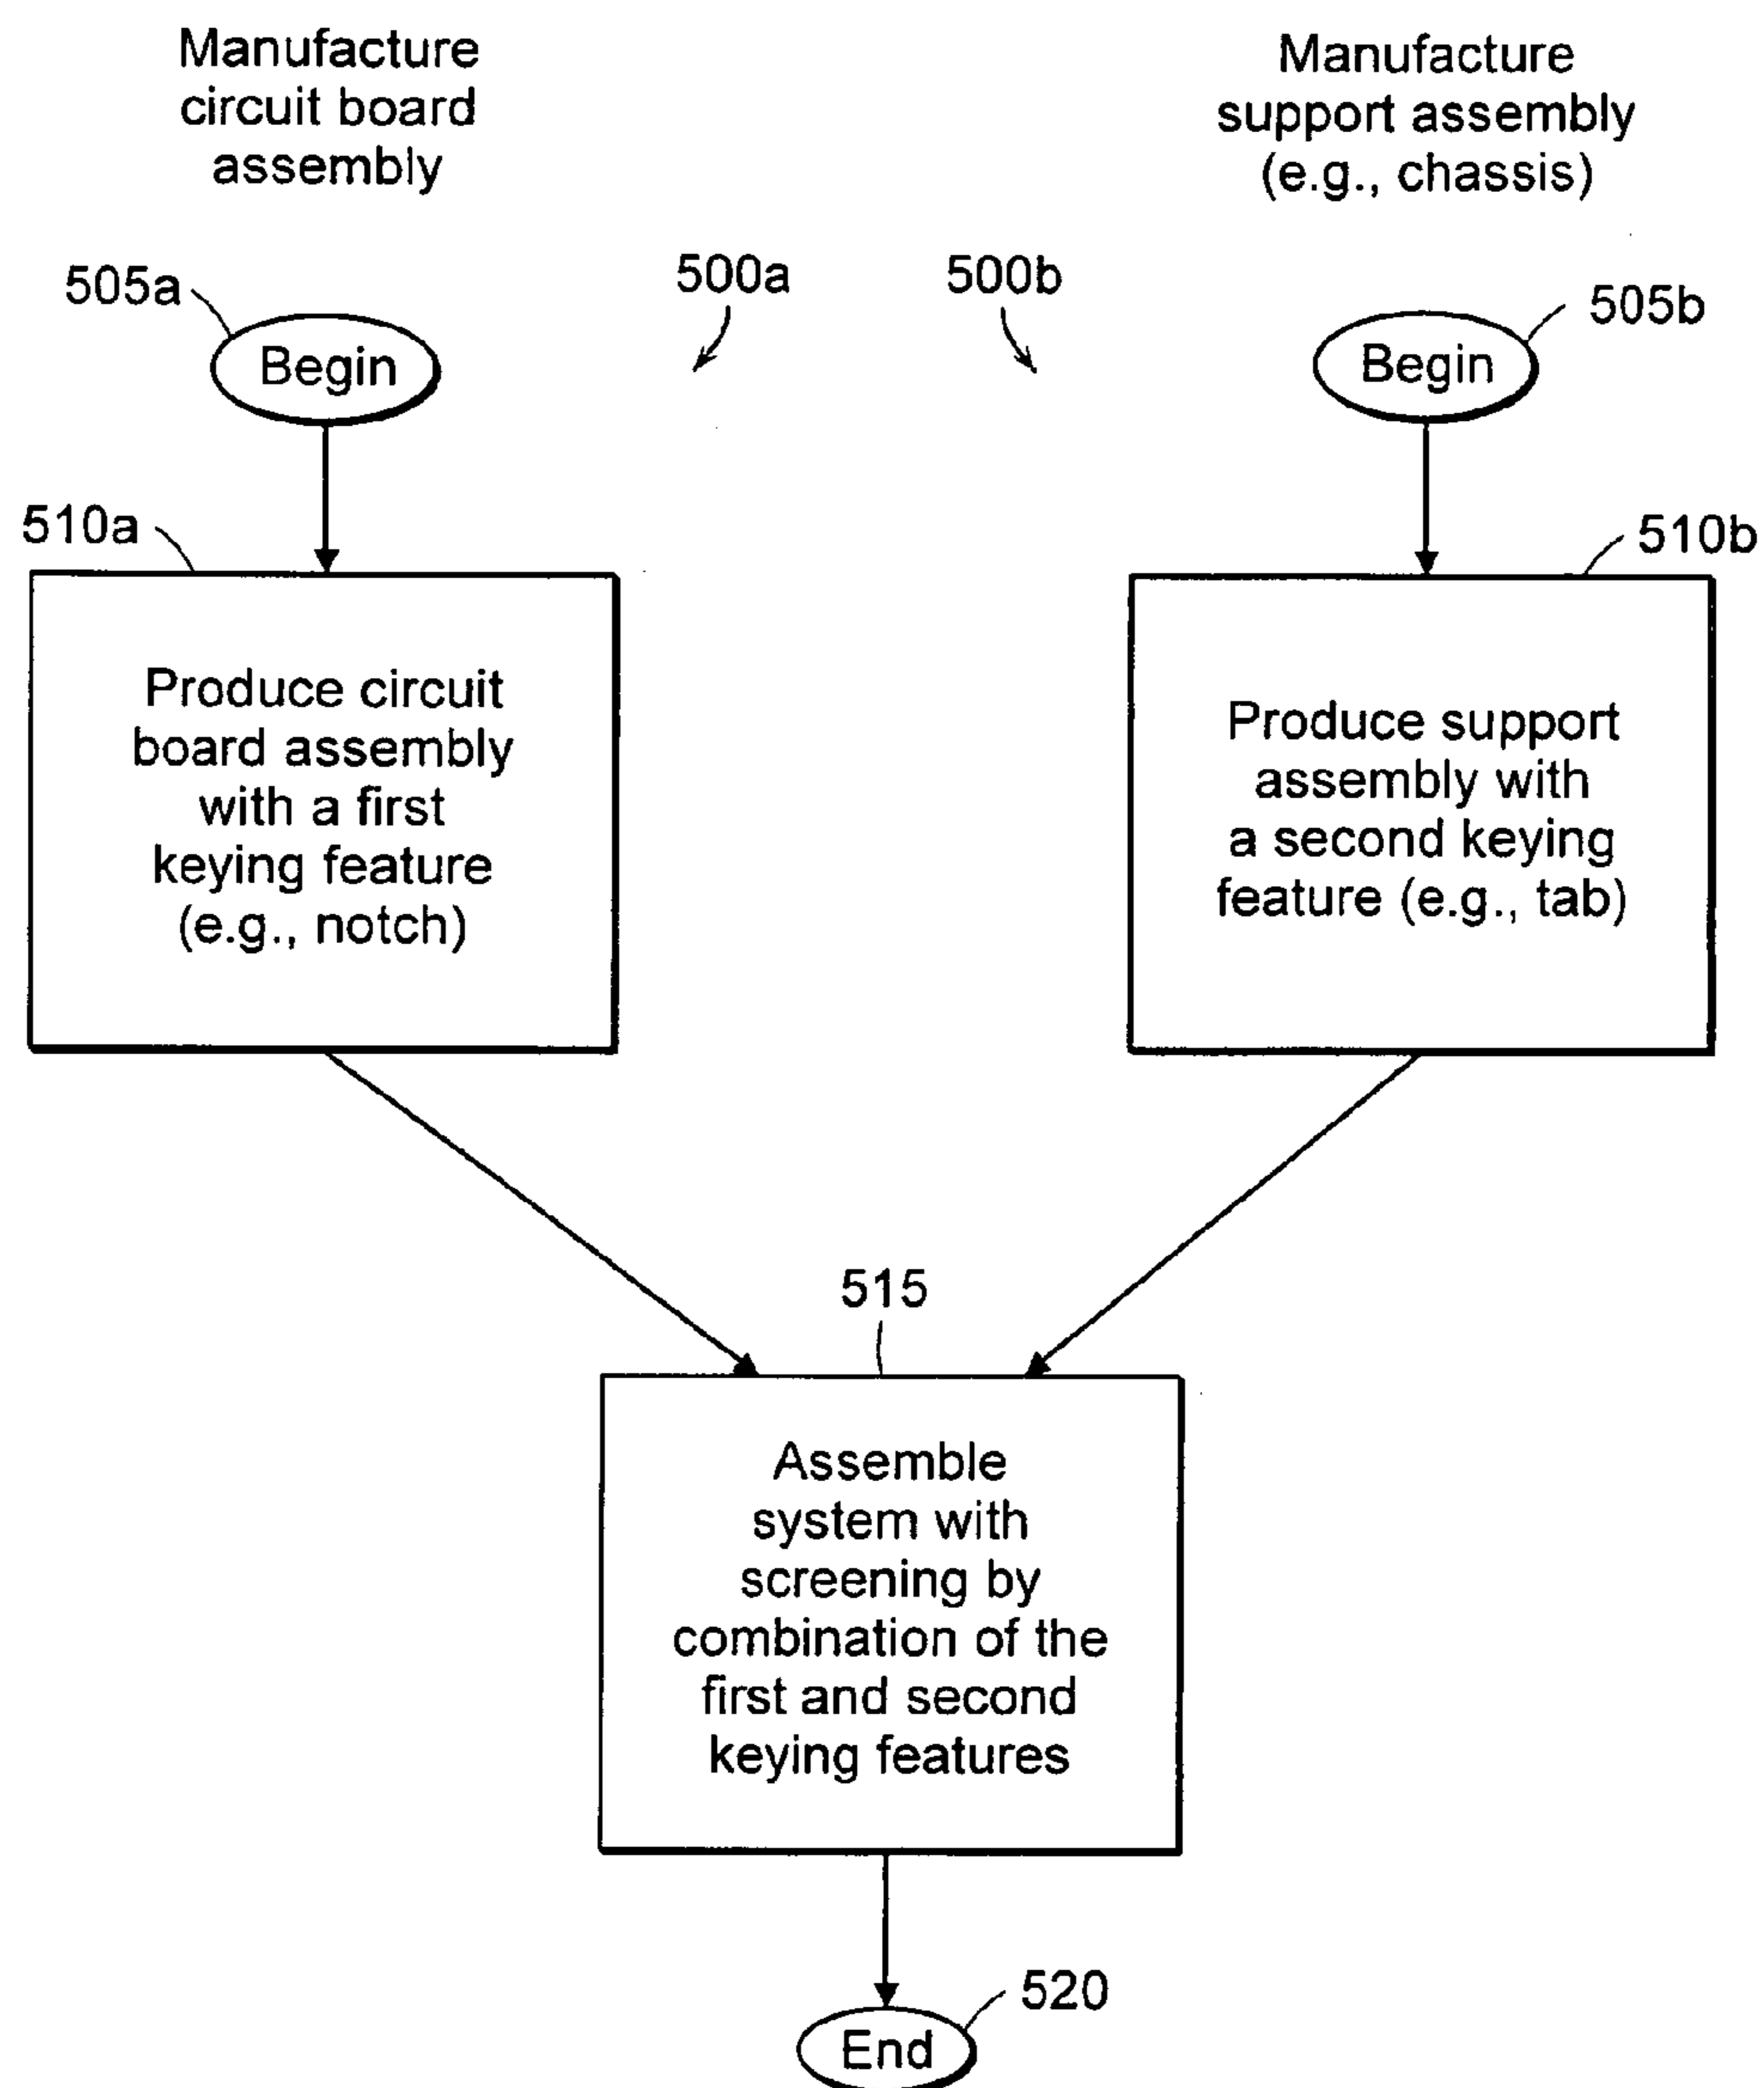 Manufacture
circuit board
assembly
Manufacture
support assembly
(e.g., chassis)
500a
500b
505a
505b
Begin
Begin
510a
510b
Produce circuit
board assembly
with a first
keying feature
(e.g., notch)
Produce support
assembly with
a second keying
feature (e.g., tab)
515
Assemble
system with
screening by
combination of the
first and second
keying features
520
End